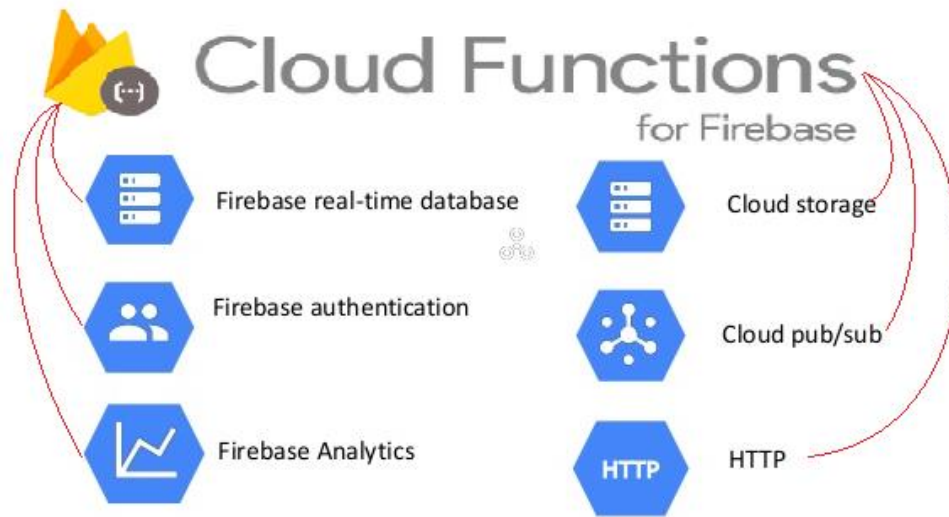 Cloud Functions
for Firebase
Firebase real-time database
Cloud storage
Firebase authentication
Cloud pub/sub
Firebase Analytics
HTTP
HTTP